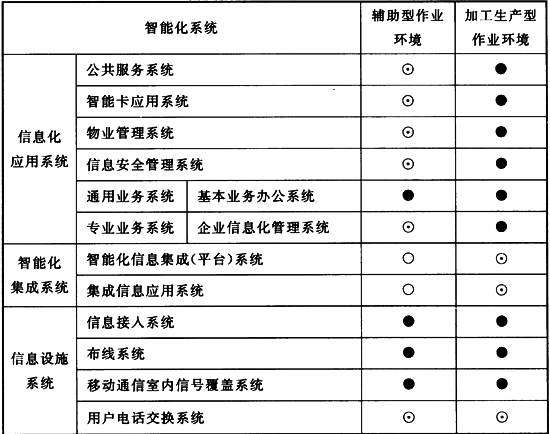 智能化系统 辅助型作业环境 加工生产型作业环境
信息化应用系统 公共服务系统 ⊙ ●
智能卡应用系统 ⊙ ●
物业管理系统 ⊙ ●
信息安全管理系统 ⊙ ●
通用业务系统 基本业务办公系统 ● ●
专业业务系统 企业信息化管理系统 ⊙ ●
智能化集成系统 智能化信息集成(平台)系统 ○ ⊙
集成信息应用系统 ○ ⊙
信息设施系统 信息接人系统 ● ●
布线系统 ● ●
移动通信室内信号覆盖系统 ● ●
用户电话交换系统 ⊙ ⊙